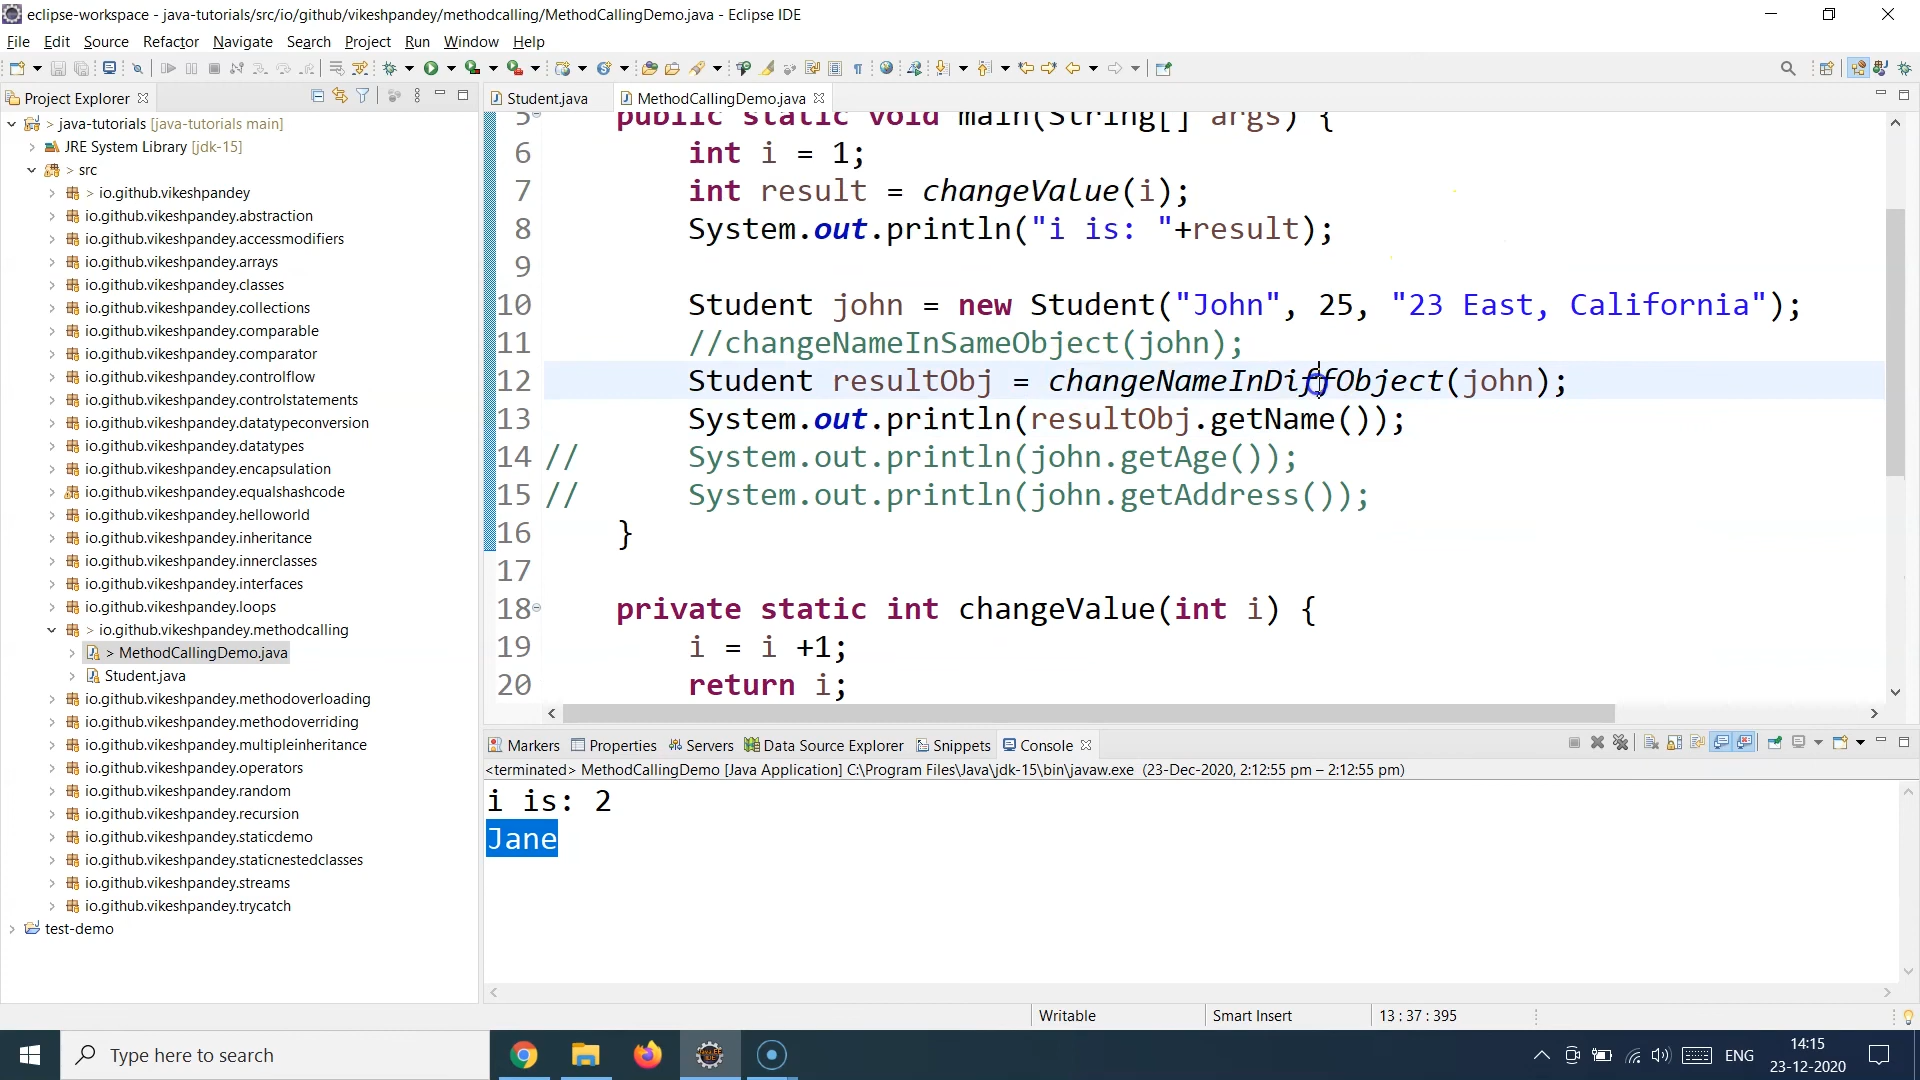 eclipse-workspace - java-tutorials/src/io/github/vikeshpandey/methodcalling/MethodCallingDemo.java - Eclipse IDE
File Edit Source Refactor Navigate Search Project Run Window Help
Project Explorer
Student.java
MethodCallingDemo.java
> java-tutorials [java-tutorials main]
JRE System Library [jdk-15]
> src
> io.github.vikeshpandey
io.github.vikeshpandey.abstraction
io.github.vikeshpandey.accessmodifiers
io.github.vikeshpandey.arrays
io.github.vikeshpandey.classes
io.github.vikeshpandey.collections
io.github.vikeshpandey.comparable
io.github.vikeshpandey.comparator
io.github.vikeshpandey.controlflow
io.github.vikeshpandey.controlstatements
io.github.vikeshpandey.datatypeconversion
io.github.vikeshpandey.datatypes
io.github.vikeshpandey.encapsulation
io.github.vikeshpandey.equalshashcode
io.github.vikeshpandey.helloworld
io.github.vikeshpandey.inheritance
io.github.vikeshpandey.innerclasses
io.github.vikeshpandey.interfaces
io.github.vikeshpandey.loops
> io.github.vikeshpandey.methodcalling
> MethodCallingDemo.java
Student.java
io.github.vikeshpandey.methodoverloading
io.github.vikeshpandey.methodoverriding
io.github.vikeshpandey.multipleinheritance
io.github.vikeshpandey.operators
io.github.vikeshpandey.random
io.github.vikeshpandey.recursion
io.github.vikeshpandey.staticdemo
io.github.vikeshpandey.staticnestedclasses
io.github.vikeshpandey.streams
io.github.vikeshpandey.trycatch
test-demo
5 public static void main(String[] args) {
6 int i = 1;
7 int result = changeValue(i);
8 System.out.println("i is: "+result);
9
10 Student john = new Student("John", 25, "23 East, California");
11 //changeNameInSameObject(john);
12 Student resultObj = changeNameInDiffObject(john);
13 System.out.println(resultObj.getName());
14 // System.out.println(john.getAge());
15 // System.out.println(john.getAddress());
16 }
17
18 private static int changeValue(int i) {
19 i = i +1;
20 return i;
Markers Properties Servers Data Source Explorer Snippets Console
<terminated> MethodCallingDemo [Java Application] C:\Program Files\Java\jdk-15\bin\javaw.exe (23-Dec-2020, 2:12:55 pm – 2:12:55 pm)
i is: 2
Jane
Writable Smart Insert 13 : 37 : 395
Type here to search
ENG
14:15
23-12-2020